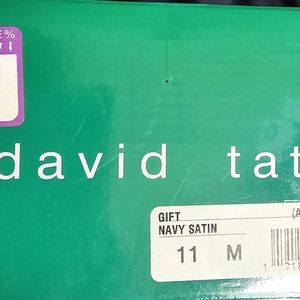 %
david tat
GIFT (A
NAVY SATIN
11 M